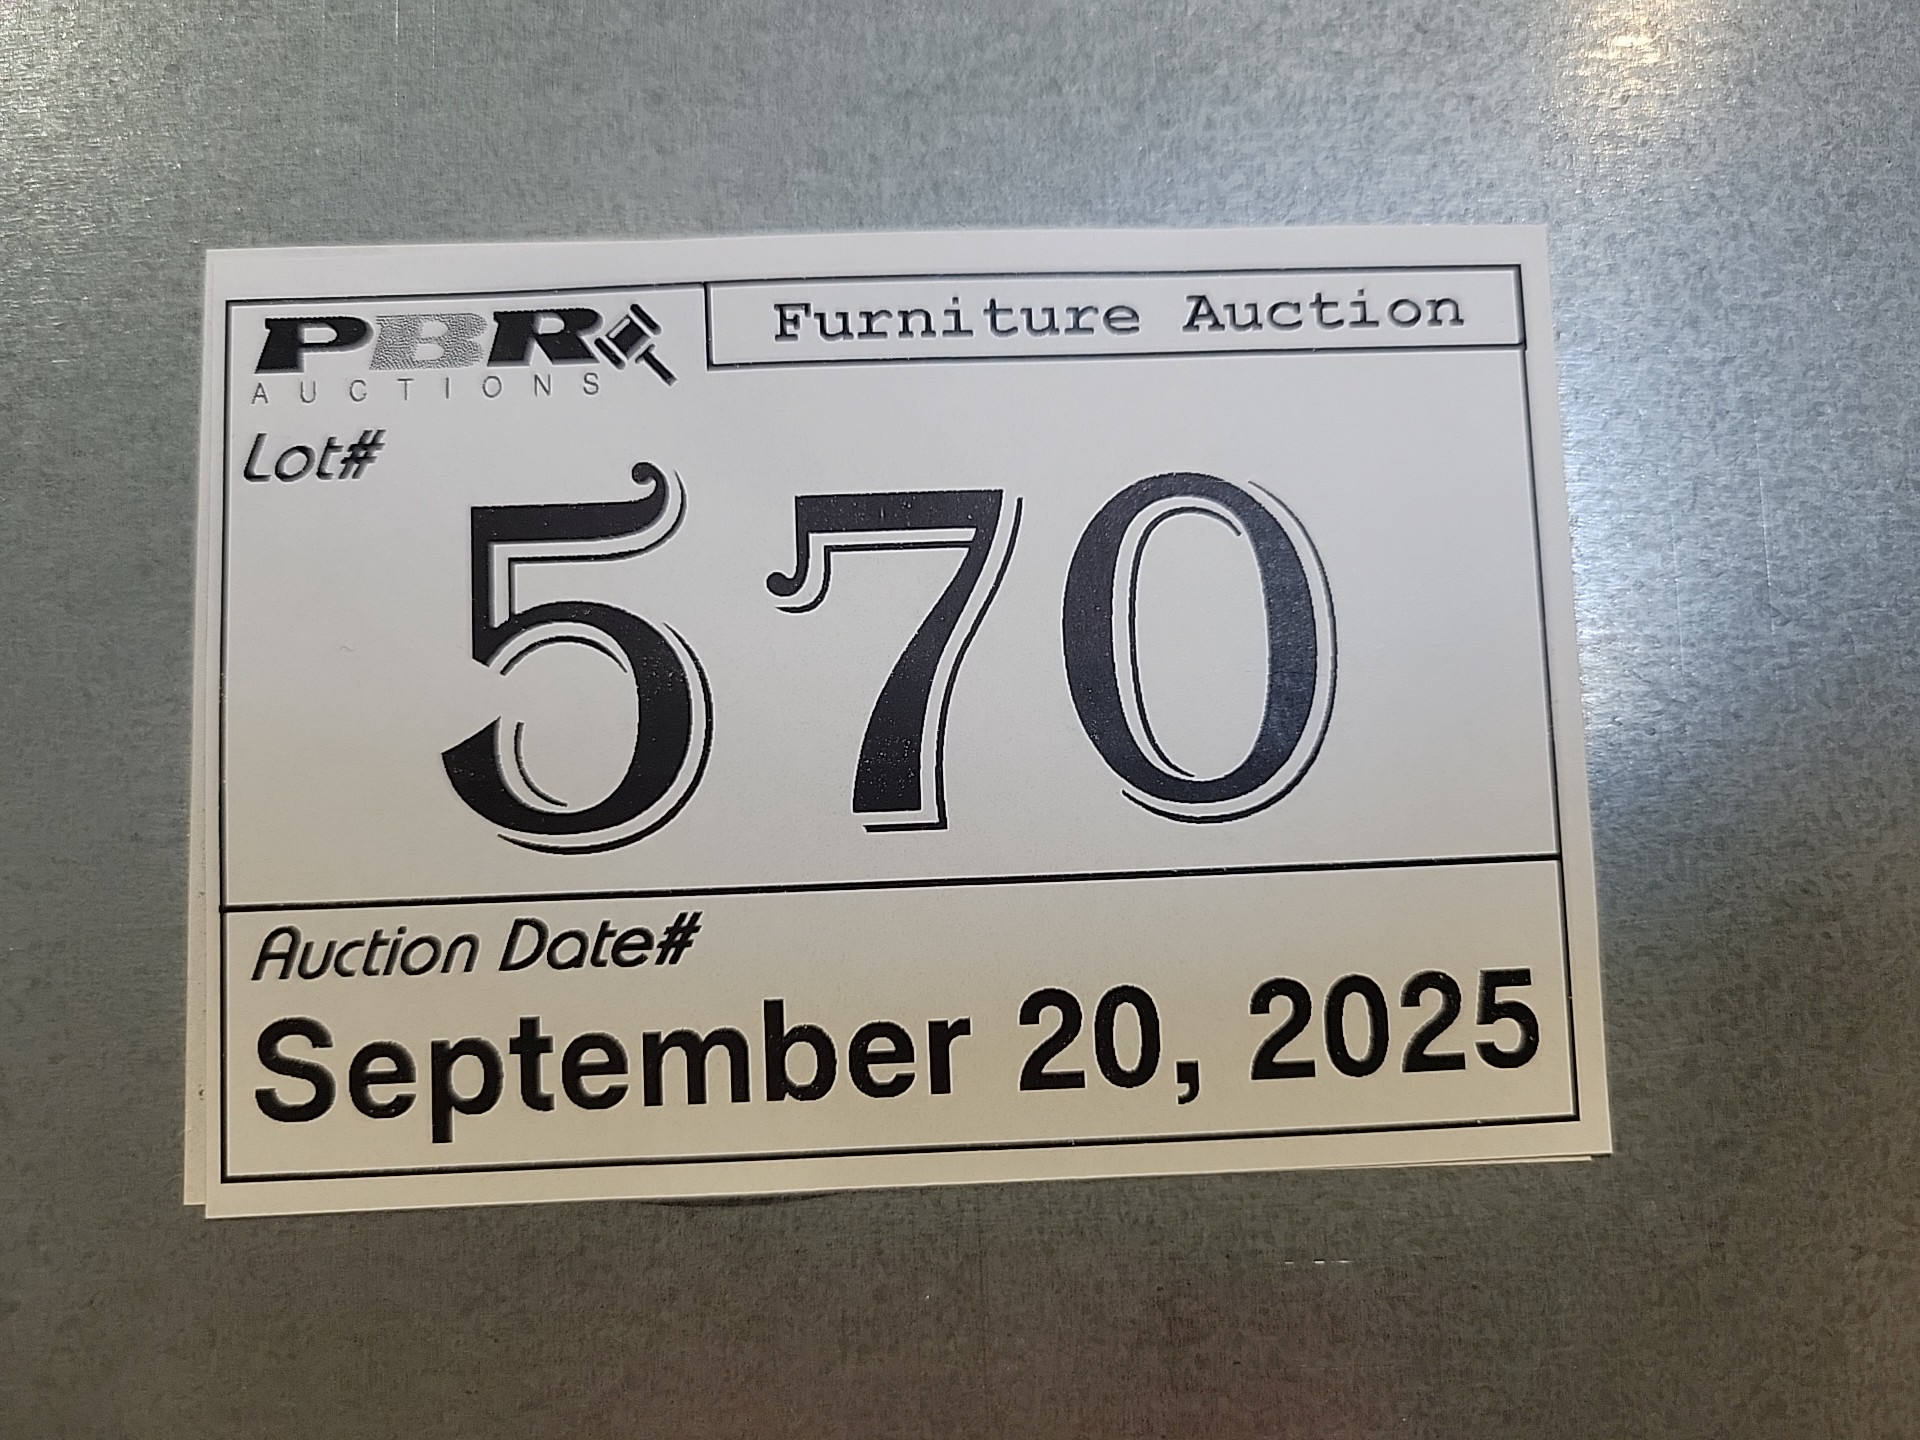 PBR
AUCTIONS
Furniture Auction
Lot#
570
Auction Date#
September 20, 2025